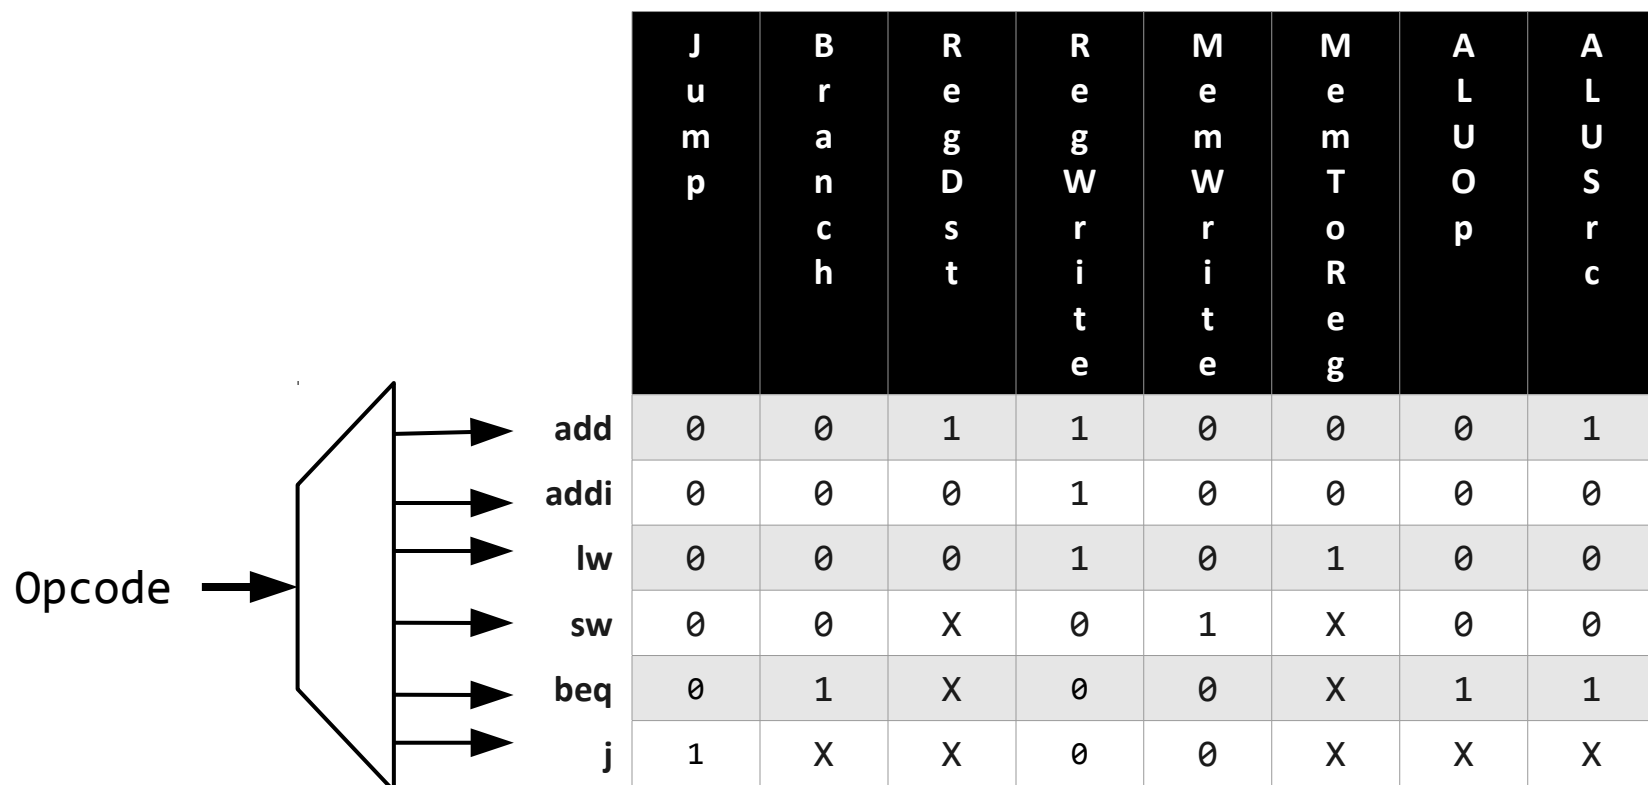 Jump Branch RegDst RegWrite MemWrite MemToReg ALUOp ALUSrc
add 0 0 1 1 0 0 0 1
addi 0 0 0 1 0 0 0 0
lw 0 0 0 1 0 1 0 0
Opcode
sw 0 0 X 0 1 X 0 0
beq 0 1 X 0 0 X 1 1
j 1 X X 0 0 X X X